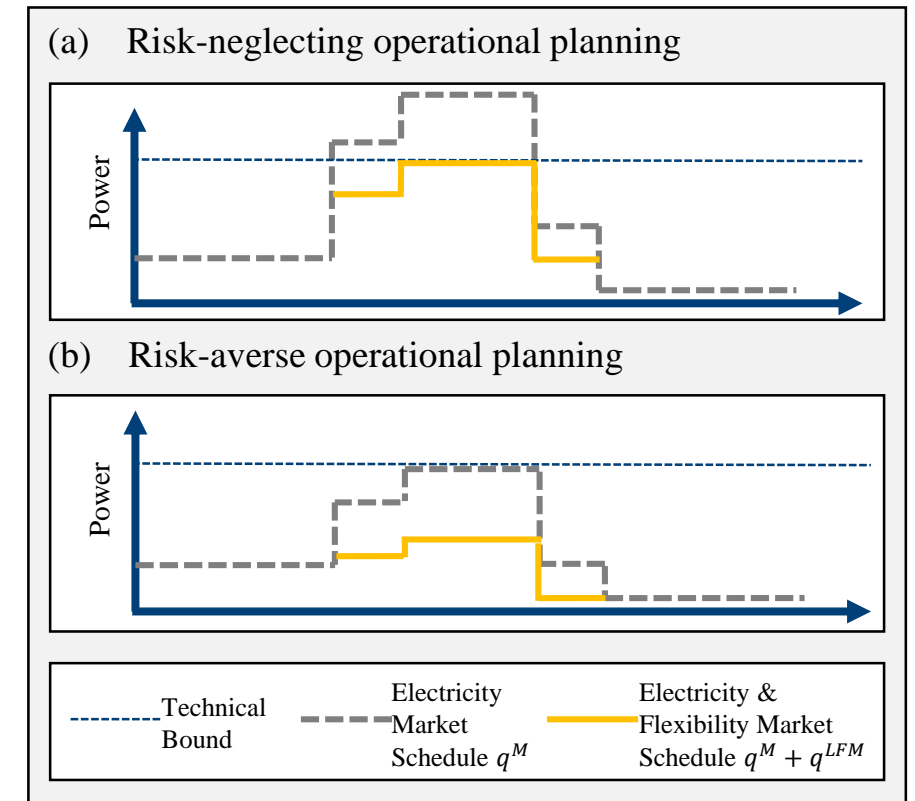 (a) Risk-neglecting operational planning
Power
(b) Risk-averse operational planning
Power
Technical
Bound
Electricity
Market
Schedule q^M
Electricity &
Flexibility Market
Schedule q^M + q^LFM